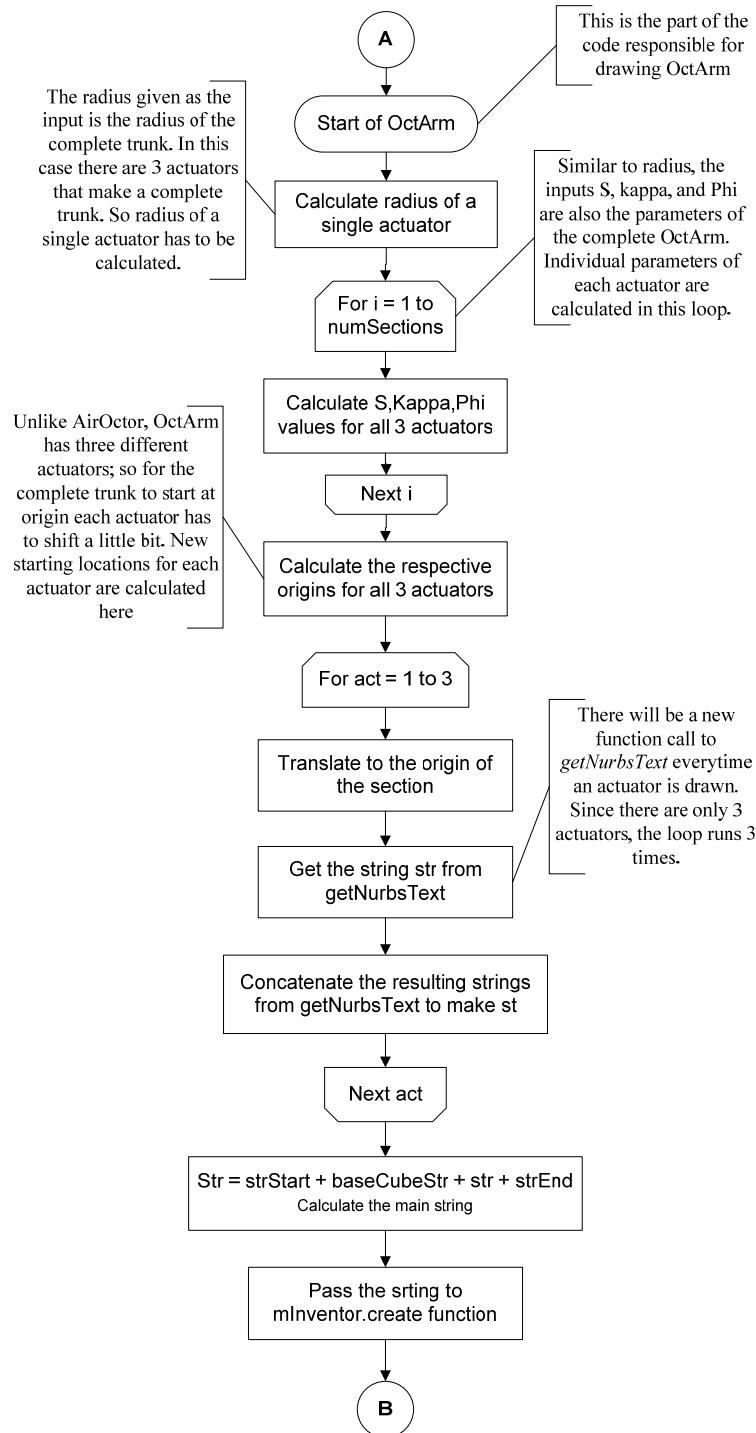 A
This is the part of the
code responsible for
drawing OctArm
Start of OctArm
The radius given as the
input is the radius of the
complete trunk. In this
case there are 3 actuators
that make a complete
trunk. So radius of a
single actuator has to be
calculated.
Calculate radius of a
single actuator
Similar to radius, the
inputs S, kappa, and Phi
are also the parameters of
the complete OctArm.
Individual parameters of
each actuator are
calculated in this loop.
For i = 1 to
numSections
Calculate S,Kappa,Phi
values for all 3 actuators
Next i
Unlike AirOctor, OctArm
has three different
actuators; so for the
complete trunk to start at
origin each actuator has
to shift a little bit. New
starting locations for each
actuator are calculated
here
Calculate the respective
origins for all 3 actuators
For act = 1 to 3
Translate to the origin of
the section
There will be a new
function call to
getNurbsText everytime
an actuator is drawn.
Since there are only 3
actuators, the loop runs 3
times.
Get the string str from
getNurbsText
Concatenate the resulting strings
from getNurbsText to make st
Next act
Str = strStart + baseCubeStr + str + strEnd
Calculate the main string
Pass the srting to
mInventor.create function
B